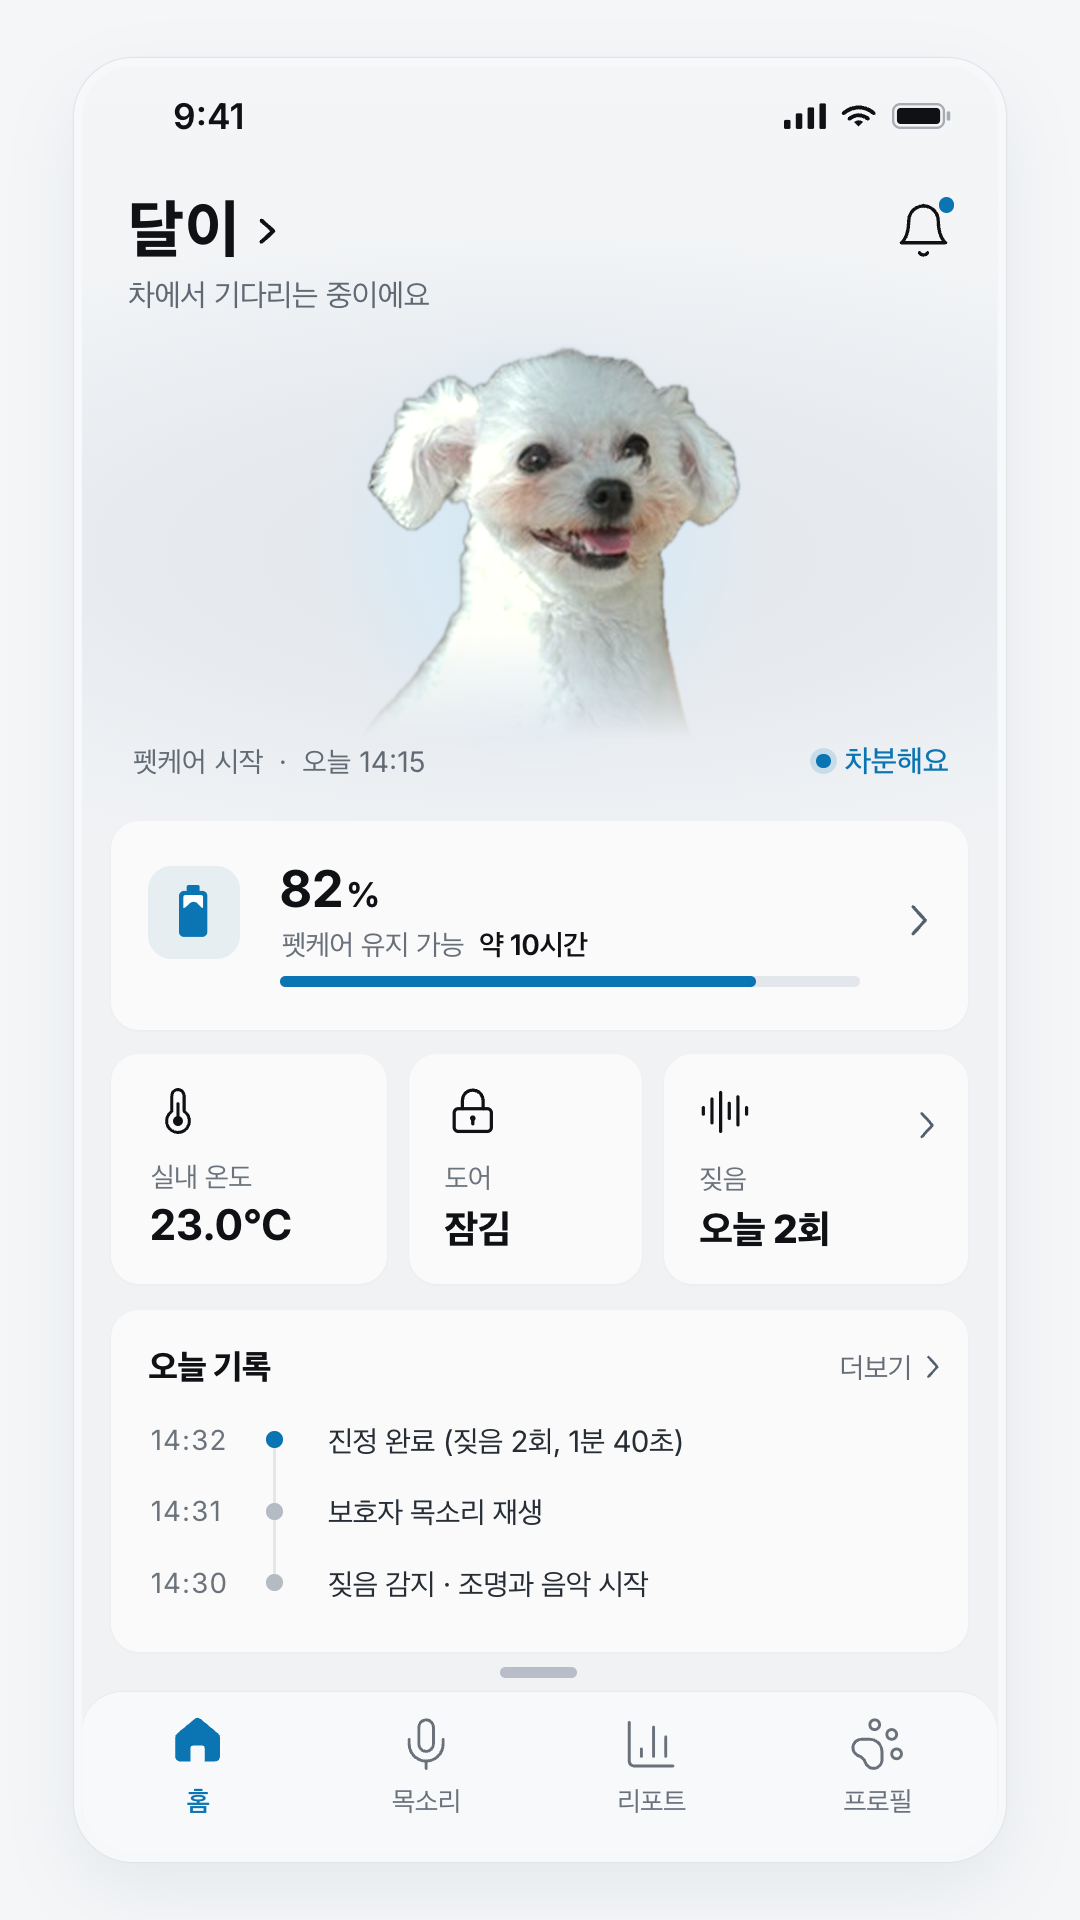 9:41
달이
차에서 기다리는 중이에요
펫케어 시작 · 오늘 14:15
차분해요
82%
펫케어 유지 가능 약 10시간
실내 온도
23.0°C
도어
잠김
짖음
오늘 2회
오늘 기록
더보기
14:32 진정 완료 (짖음 2회, 1분 40초)
14:31 보호자 목소리 재생
14:30 짖음 감지 · 조명과 음악 시작
홈
목소리
리포트
프로필